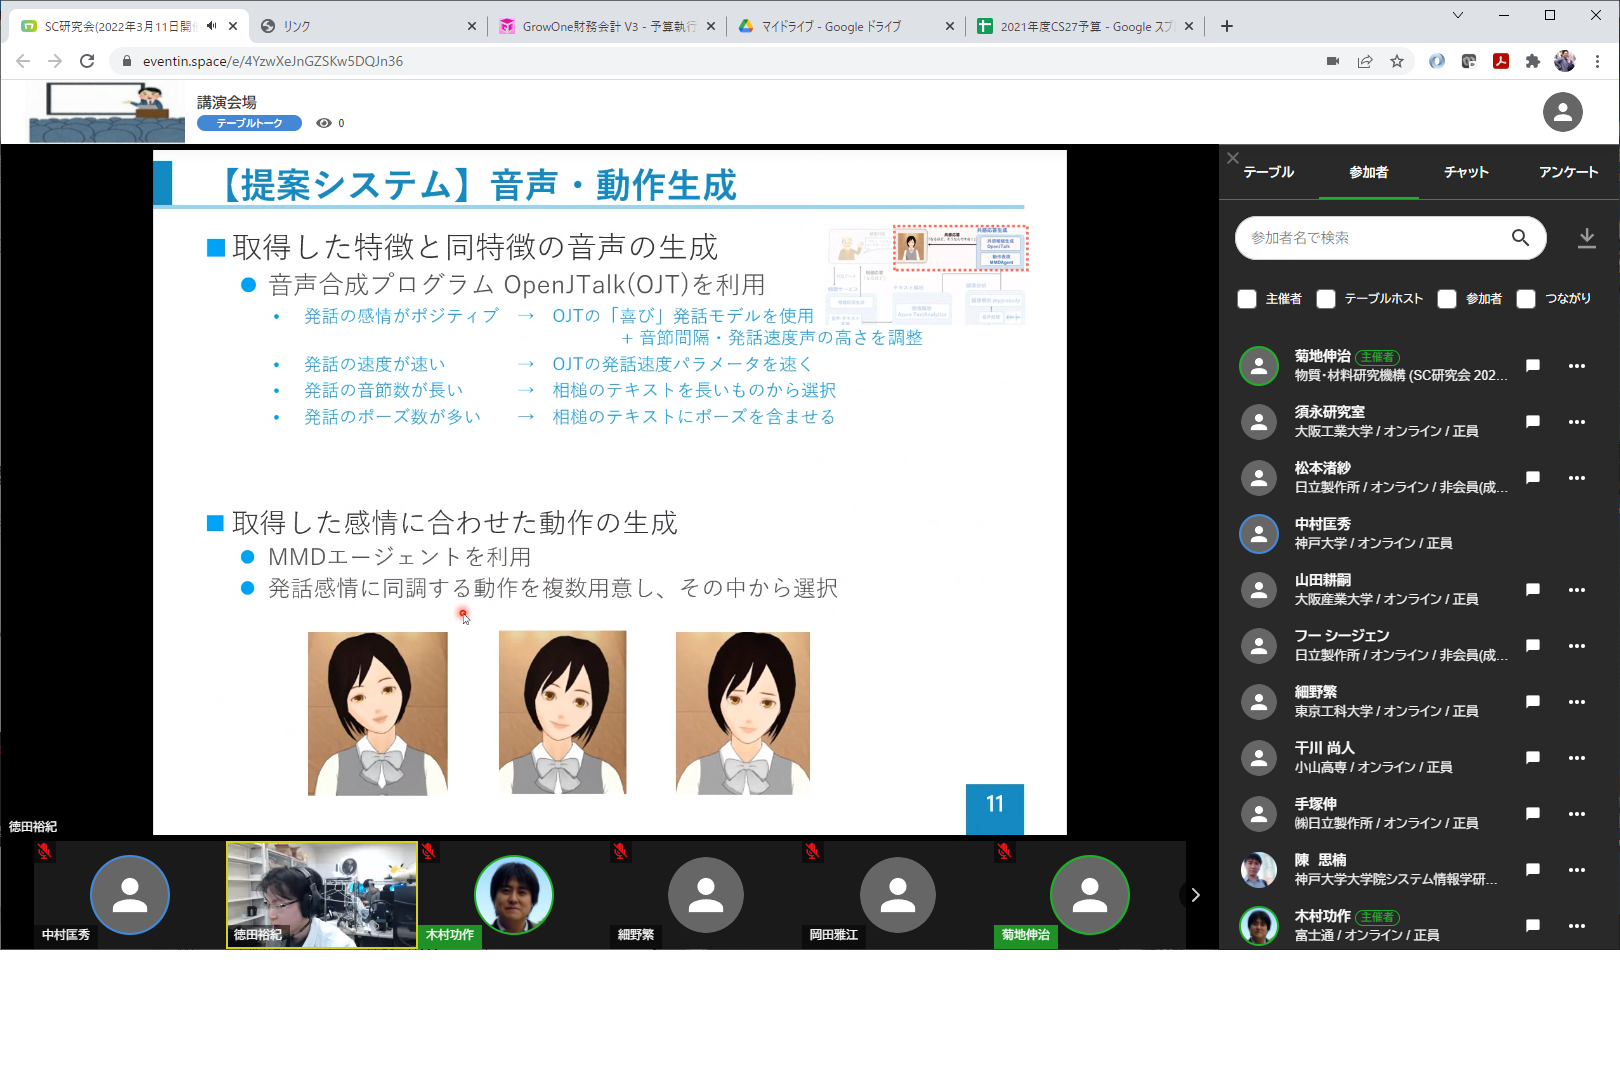 SC研究会(2022年3月11日開
リンク
GrowOne財務会計 V3 - 予算執行
マイドライブ - Google ドライブ
2021年度CS27予算 - Google スプ
eventin.space/e/4YzwXeJnGZSKw5DQJn36
講演会場
テーブルトーク
0
【提案システム】音声・動作生成
取得した特徴と同特徴の音声の生成
音声合成プログラム OpenJTalk(OJT)を利用
• 発話の感情がポジティブ → OJTの「喜び」発話モデルを使用
+ 音節間隔・発話速度声の高さを調整
• 発話の速度が速い → OJTの発話速度パラメータを速く
• 発話の音節数が長い → 相槌のテキストを長いものから選択
• 発話のポーズ数が多い → 相槌のテキストにポーズを含ませる
共感応答生成
OpenJTalk
MMDAgent
取得した感情に合わせた動作の生成
MMDエージェントを利用
発話感情に同調する動作を複数用意し、その中から選択
11
徳田裕紀
中村匡秀
徳田裕紀
木村功作
細野繁
岡田雅江
菊地伸治
テーブル
参加者
チャット
アンケート
参加者名で検索
主催者
テーブルホスト
参加者
つながり
菊地伸治 主催者
物質・材料研究機構 (SC研究会 202...
須永研究室
大阪工業大学 / オンライン / 正員
松本渚紗
日立製作所 / オンライン / 非会員(成...
中村匡秀
神戸大学 / オンライン / 正員
山田耕嗣
大阪産業大学 / オンライン / 正員
フー シージェン
日立製作所 / オンライン / 非会員(成...
細野繁
東京工科大学 / オンライン / 正員
干川 尚人
小山高専 / オンライン / 正員
手塚伸
㈱日立製作所 / オンライン / 正員
陳 思楠
神戸大学大学院システム情報学研...
木村功作 主催者
富士通 / オンライン / 正員